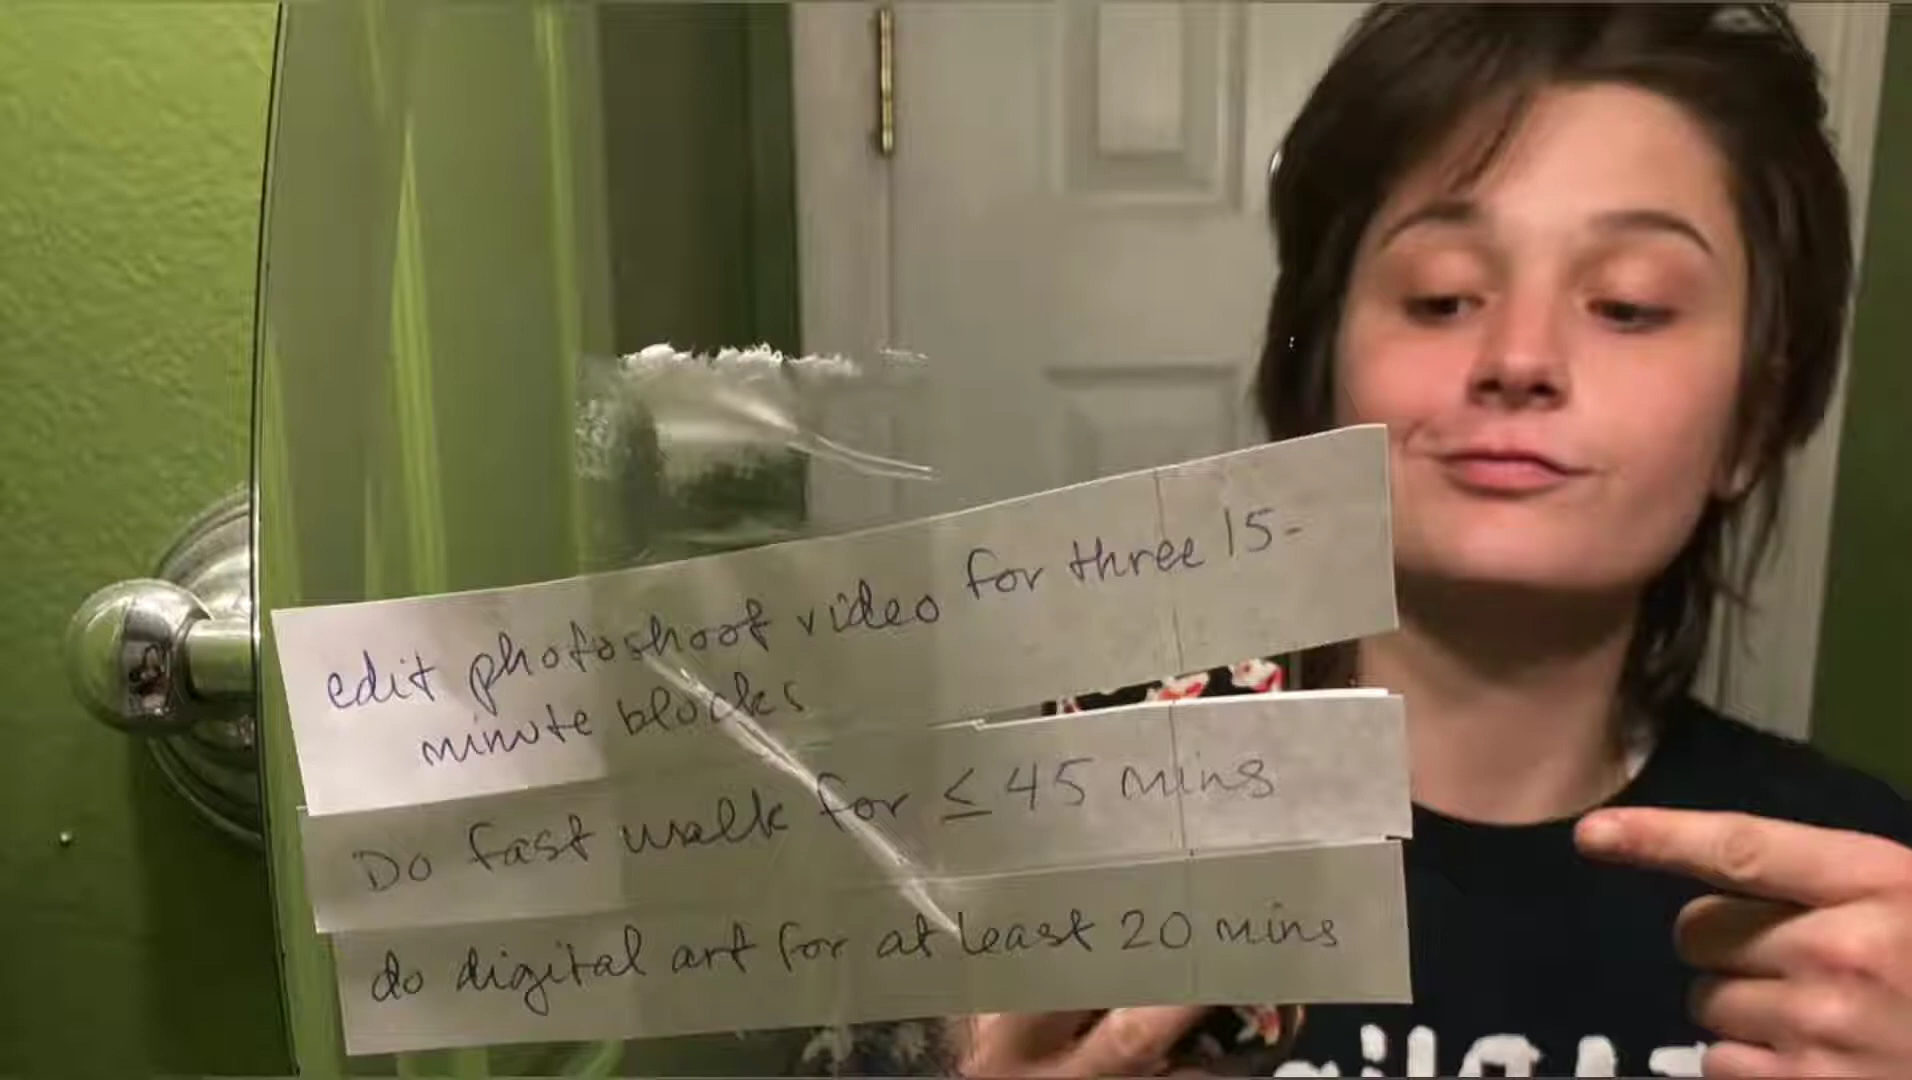 edit photoshoot video for three 15-
minute blocks
Do fast walk for ≤ 45 mins
do digital art for at least 20 mins